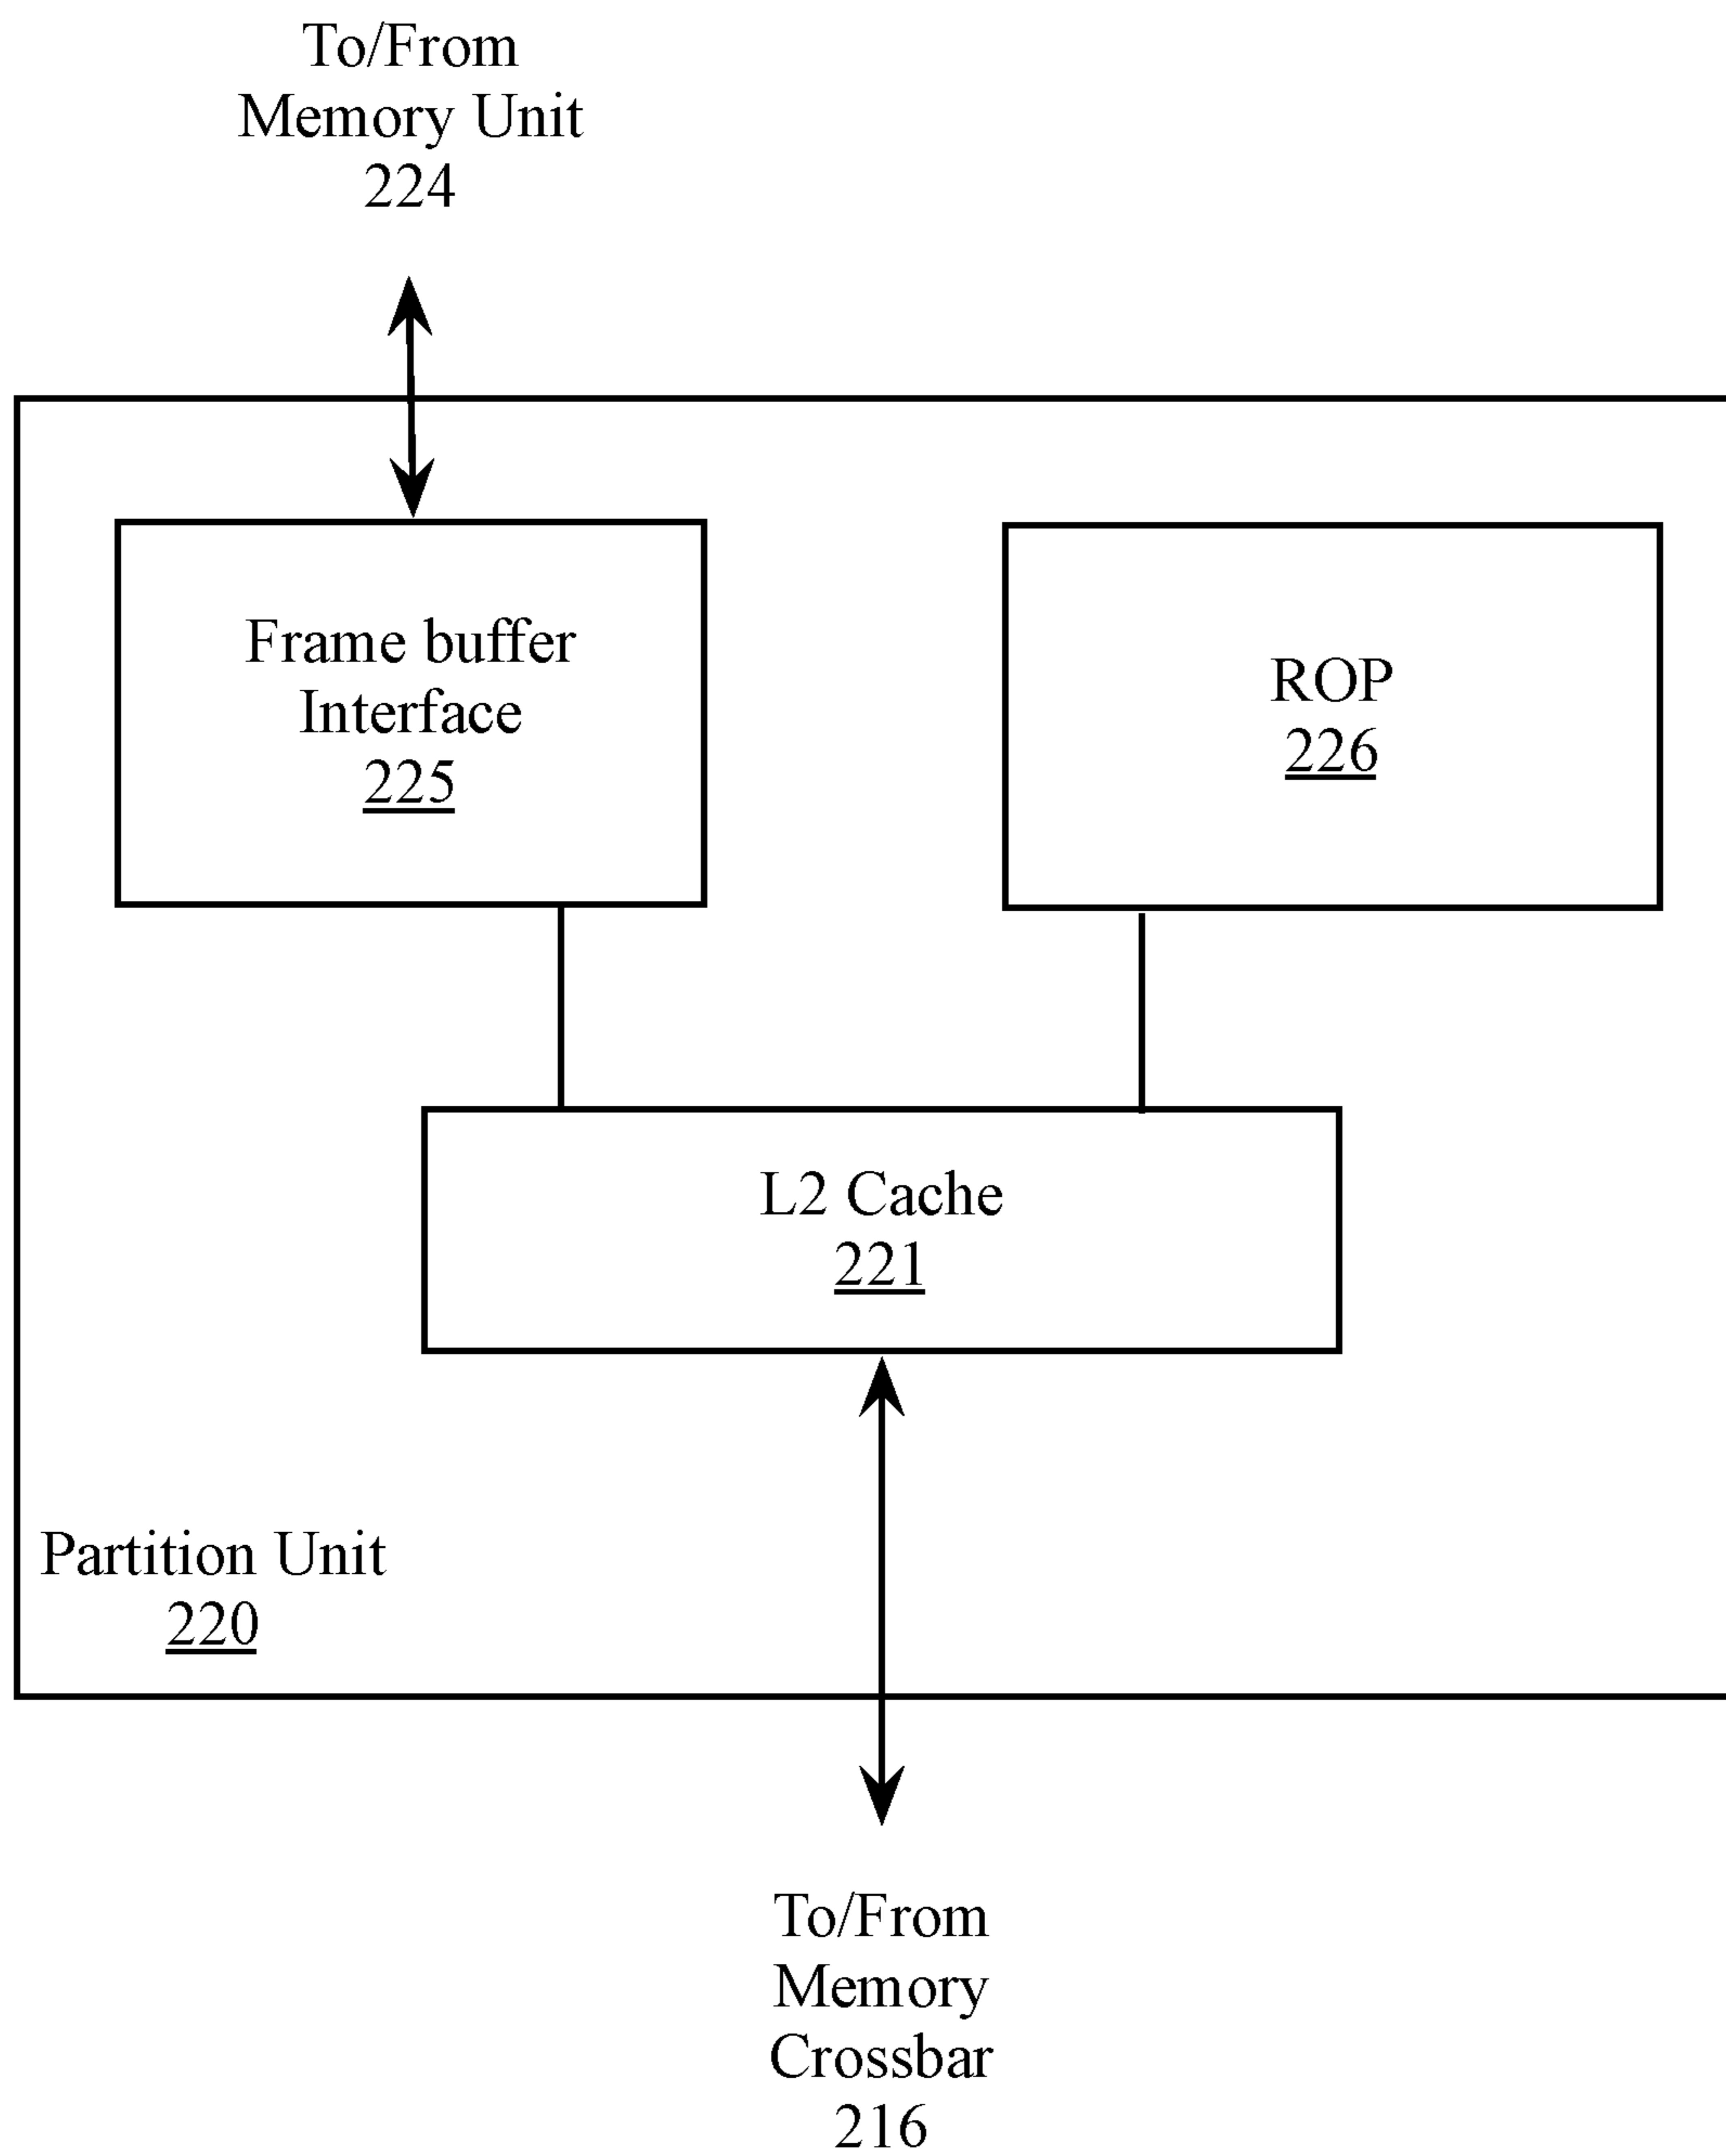 To/From
Memory Unit
224
Frame buffer
Interface
225
ROP
226
L2 Cache
221
Partition Unit
220
To/From
Memory
Crossbar
216